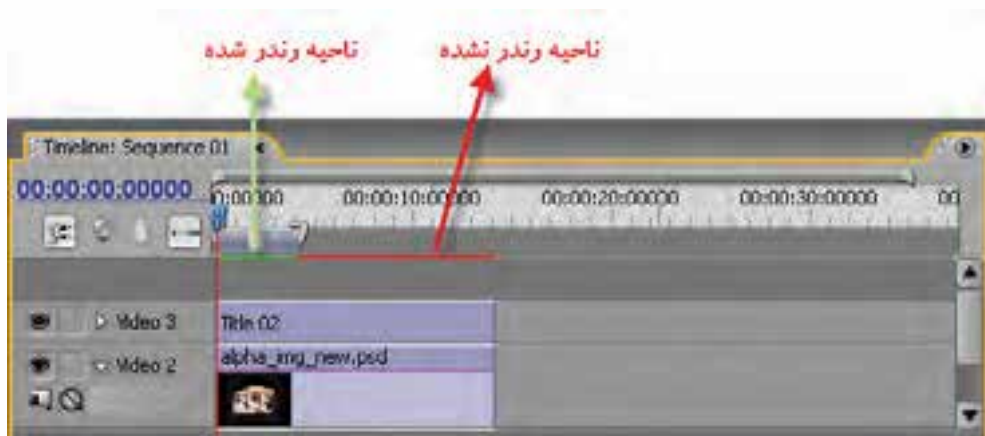 ناحیه رندر شده
ناحیه رندر نشده
Timeline: Sequence 01
00:00:00:00000
00:00:10:00000
00:00:20:00000
00:00:30:00000
00
Video 3
Title 02
Video 2
alpha_img_new.psd